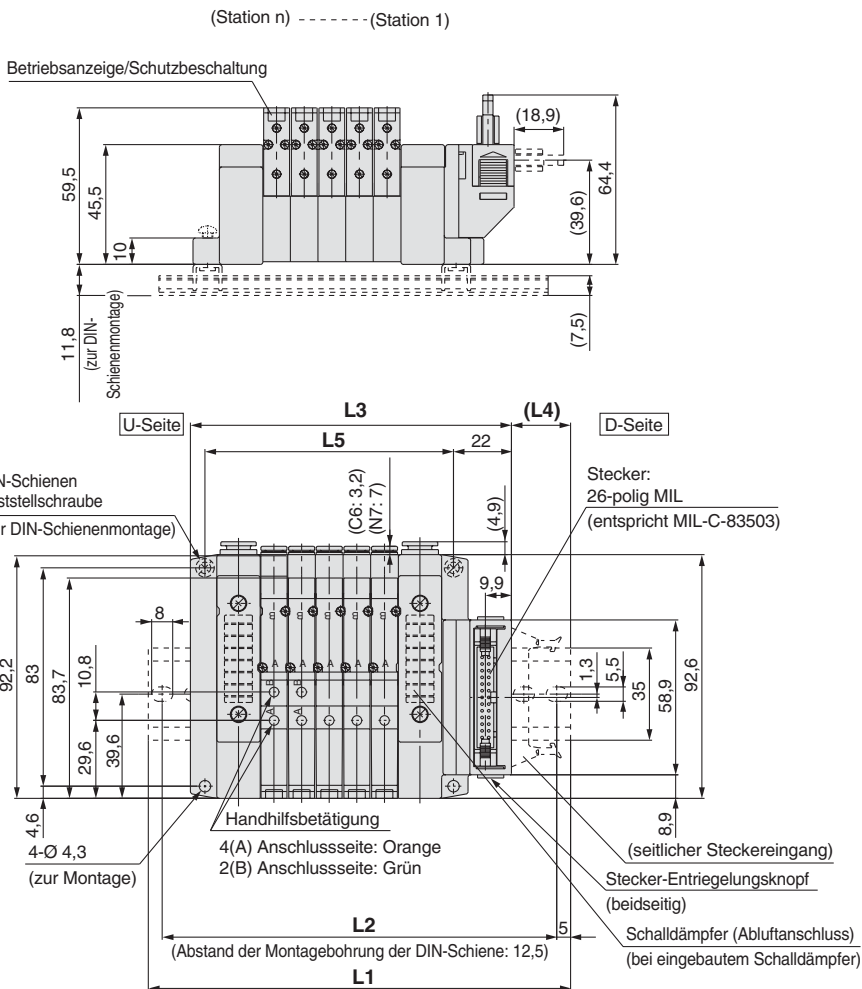 (Station n) ------- (Station 1)
Betriebsanzeige/Schutzbeschaltung
(18,9)
59,5
45,5
10
64,4
(39,6)
11,8
(zur DIN-
Schienenmontage)
(7,5)
U-Seite
L3
(L4)
D-Seite
L5
22
N-Schienen
ststellschraube
r DIN-Schienenmontage)
(C6: 3,2)
(N7: 7)
(4,9)
Stecker:
26-polig MIL
(entspricht MIL-C-83503)
9,9
92,2
83
83,7
8
10,8
29,6
39,6
4,6
B B B B B
A A A A A
B B
A A
1,3
5,5
35
58,9
92,6
8,9
4-Ø 4,3
(zur Montage)
Handhilfsbetätigung
4(A) Anschlussseite: Orange
2(B) Anschlussseite: Grün
(seitlicher Steckereingang)
Stecker-Entriegelungsknopf
(beidseitig)
Schalldämpfer (Abluftanschluss)
(bei eingebautem Schalldämpfer)
L2
5
(Abstand der Montagebohrung der DIN-Schiene: 12,5)
L1